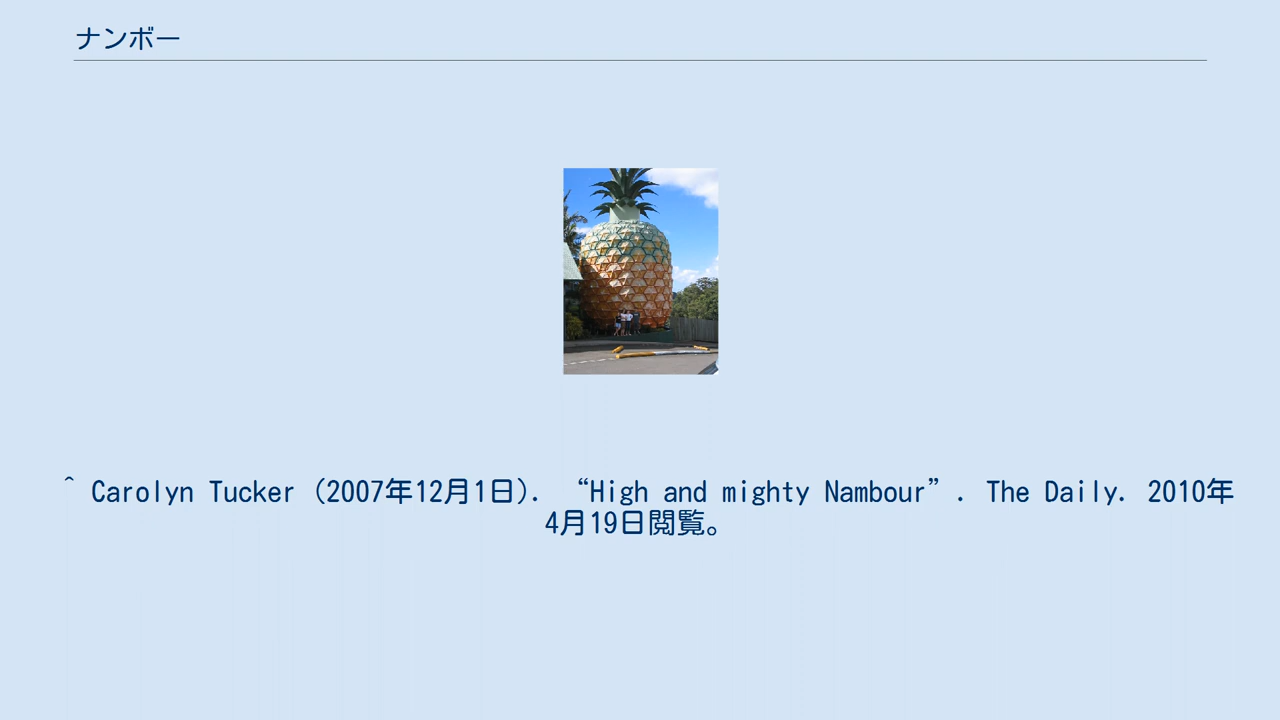 ナンボー
^ Carolyn Tucker (2007年12月1日). “High and mighty Nambour”. The Daily. 2010年
4月19日閲覧。